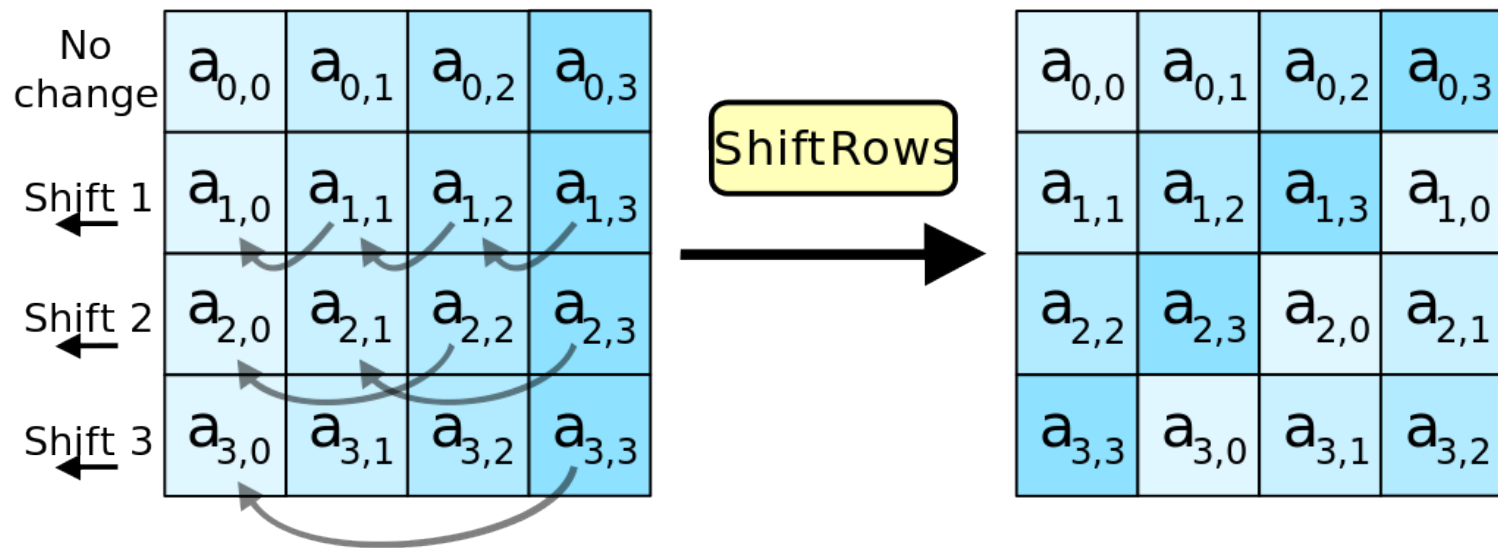 No
change
a0,0 a0,1 a0,2 a0,3
Shift 1
a1,0 a1,1 a1,2 a1,3
Shift 2
a2,0 a2,1 a2,2 a2,3
Shift 3
a3,0 a3,1 a3,2 a3,3
ShiftRows
a0,0 a0,1 a0,2 a0,3
a1,1 a1,2 a1,3 a1,0
a2,2 a2,3 a2,0 a2,1
a3,3 a3,0 a3,1 a3,2